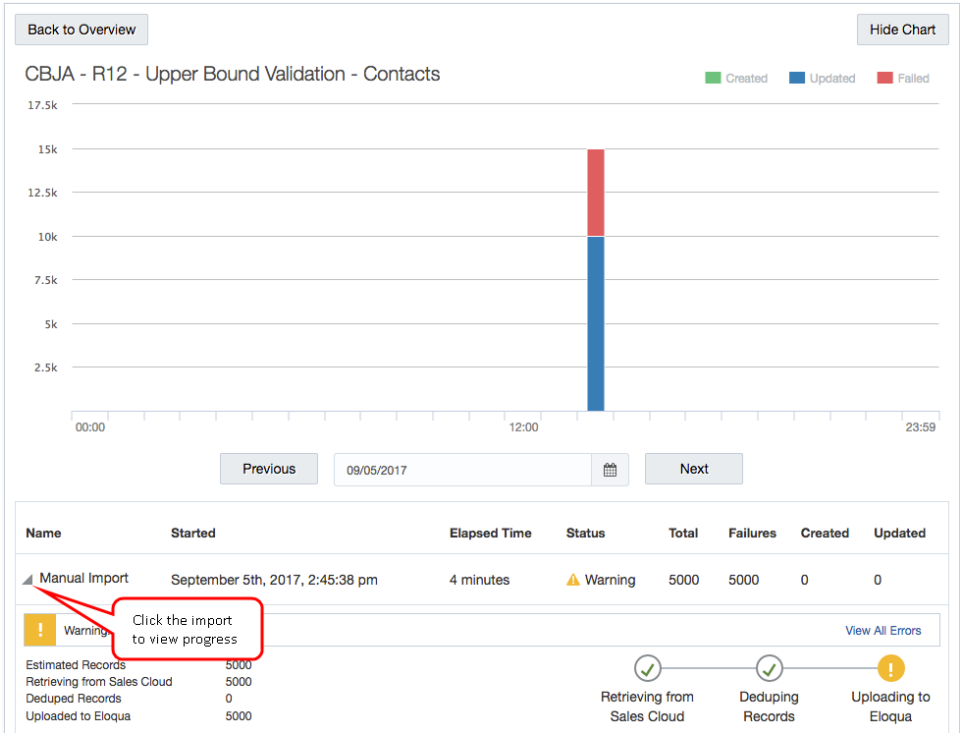 Back to Overview
Hide Chart
CBJA - R12 - Upper Bound Validation - Contacts
Created Updated Failed
17.5k
15k
12.5k
10k
7.5k
5k
2.5k
00:00 12:00 23:59
Previous 09/05/2017 Next
Name Started Elapsed Time Status Total Failures Created Updated
Manual Import September 5th, 2017, 2:45:38 pm 4 minutes Warning 5000 5000 0 0
Click the import
to view progress
! Warning: View All Errors
Estimated Records 5000
Retrieving from Sales Cloud 5000
Deduped Records 0
Uploaded to Eloqua 5000
!
Retrieving from
Sales Cloud
Deduping
Records
Uploading to
Eloqua